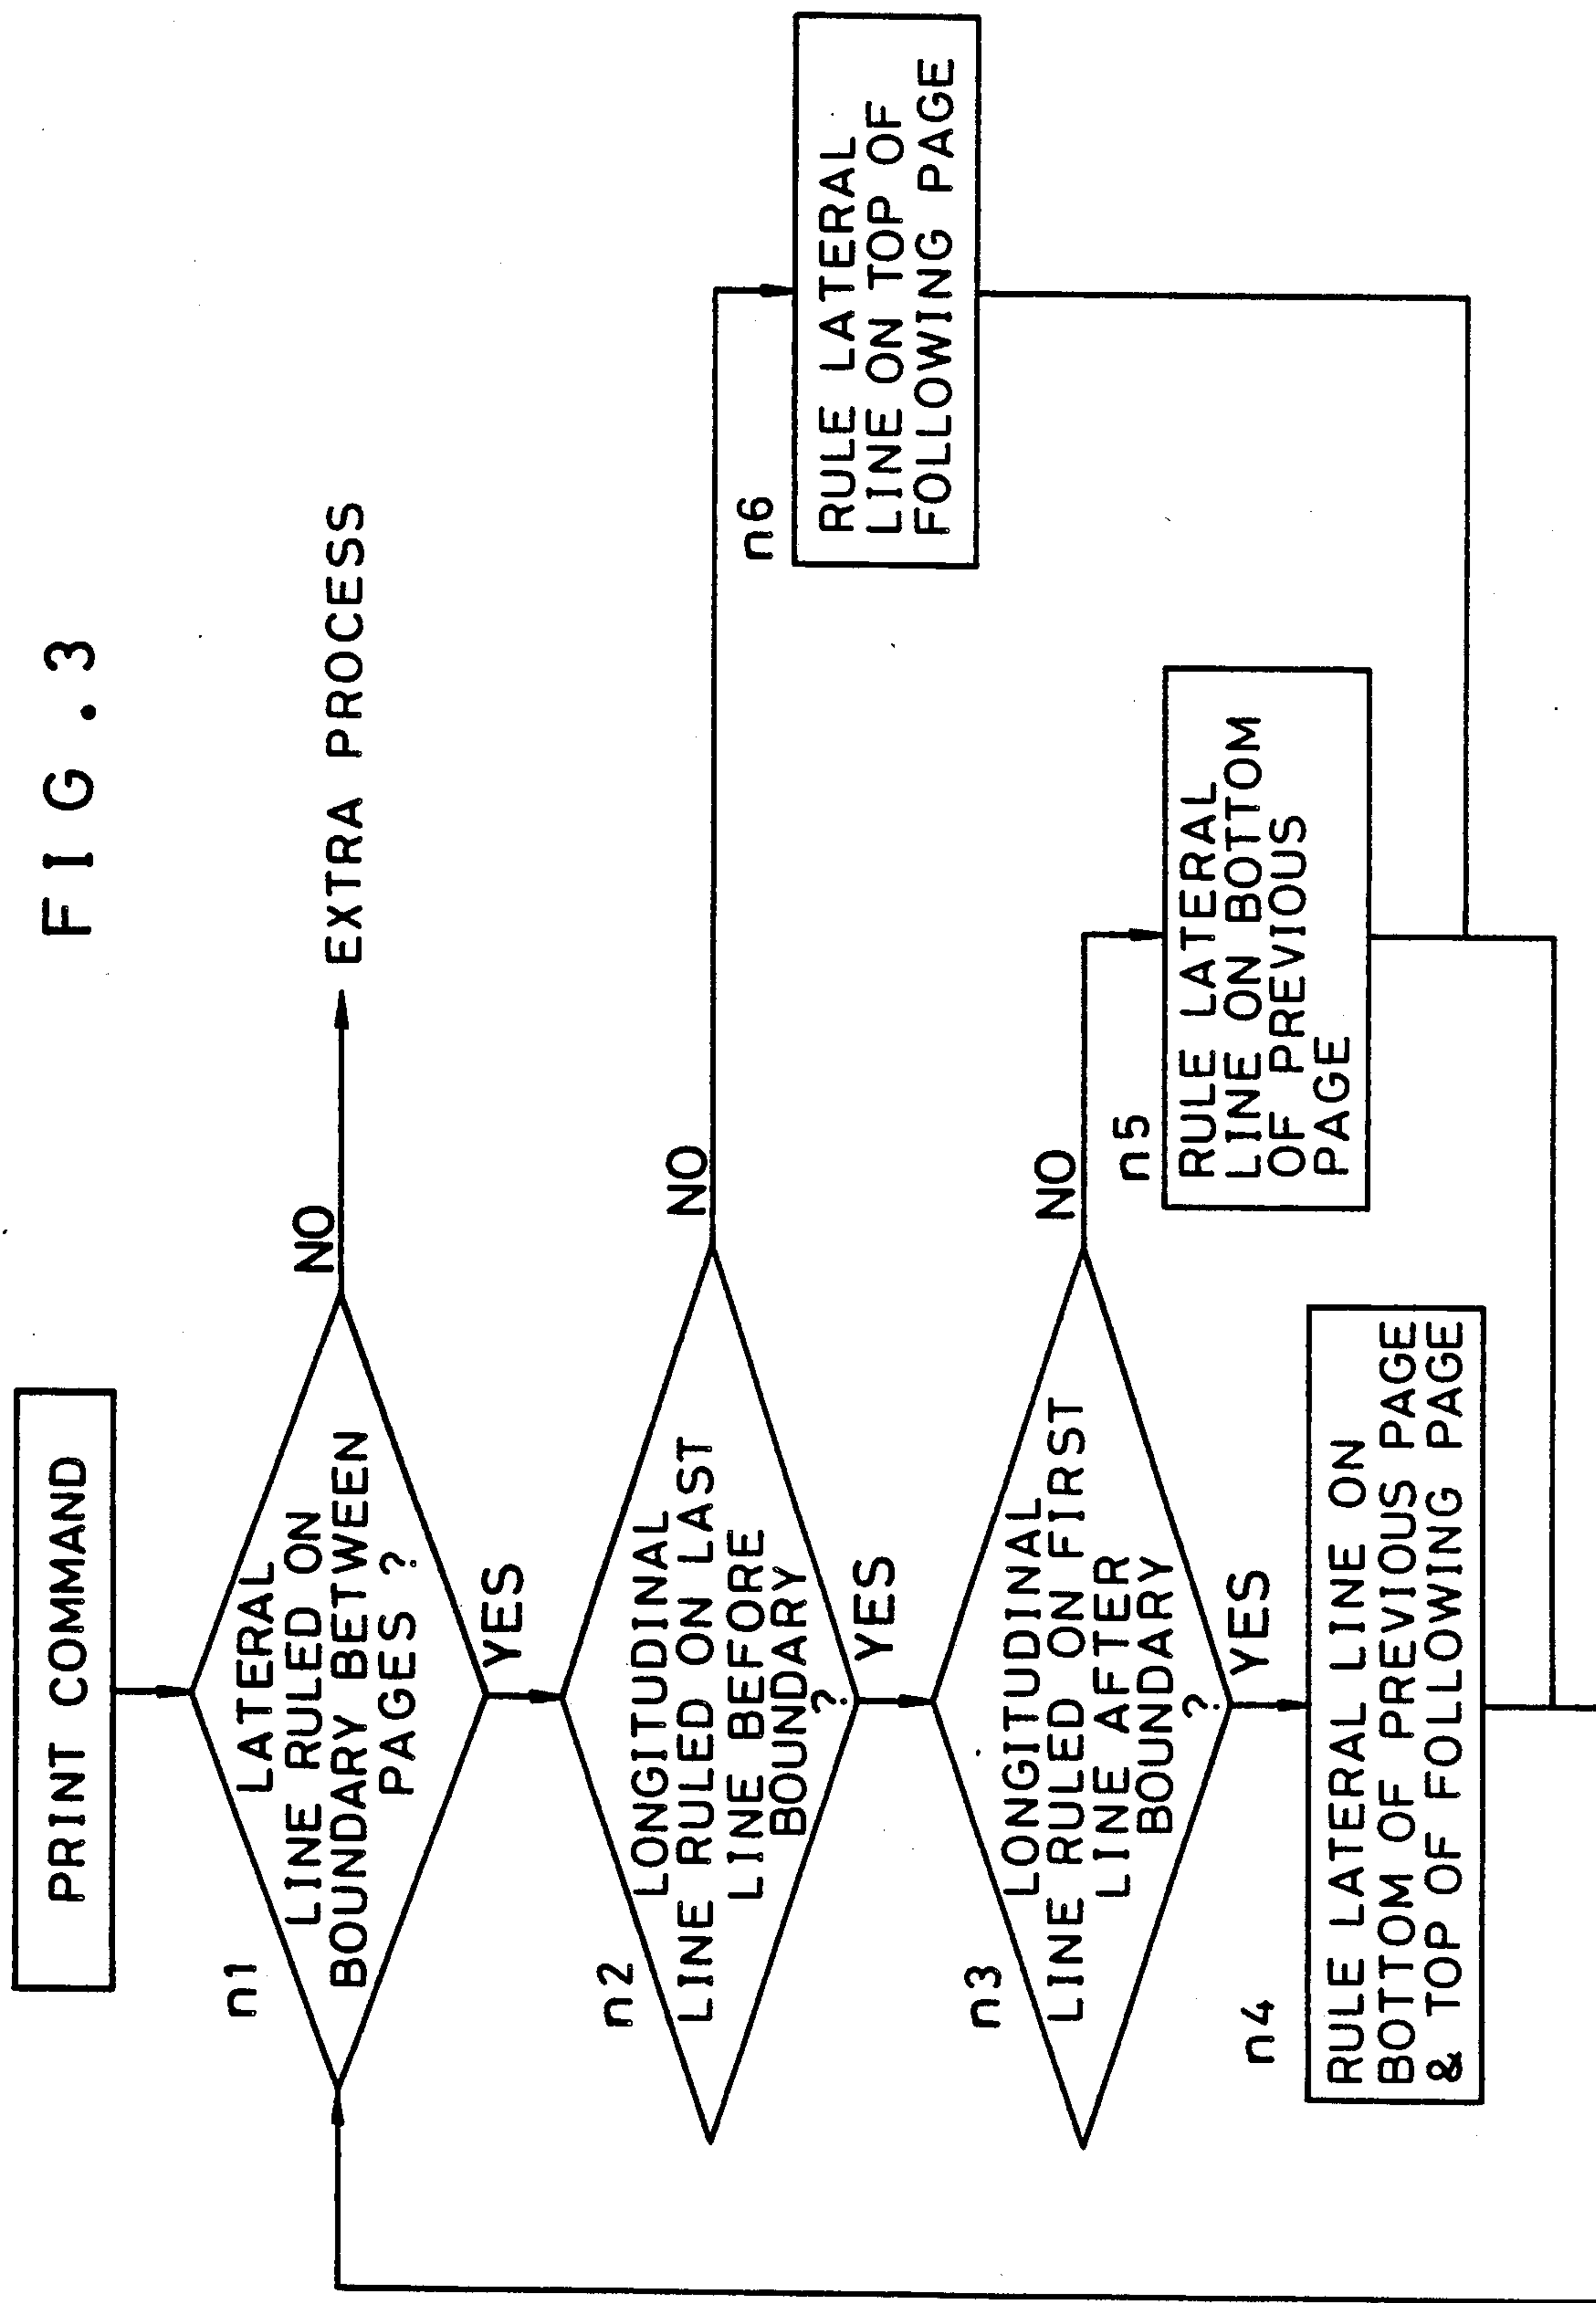 FIG.3
PRINT COMMAND
n1
LATERAL
LINE RULED ON
BOUNDARY BETWEEN
PAGES ?
NO
EXTRA PROCESS
YES
n2
LONGITUDINAL
LINE RULED ON LAST
LINE BEFORE
BOUNDARY
?
NO
YES
n3
LONGITUDINAL
LINE RULED ON FIRST
LINE AFTER
BOUNDARY
?
NO
YES
n4
RULE LATERAL LINE ON
BOTTOM OF PREVIOUS PAGE
& TOP OF FOLLOWING PAGE
n5
RULE LATERAL
LINE ON BOTTOM
OF PREVIOUS
PAGE
n6
RULE LATERAL
LINE ON TOP OF
FOLLOWING PAGE